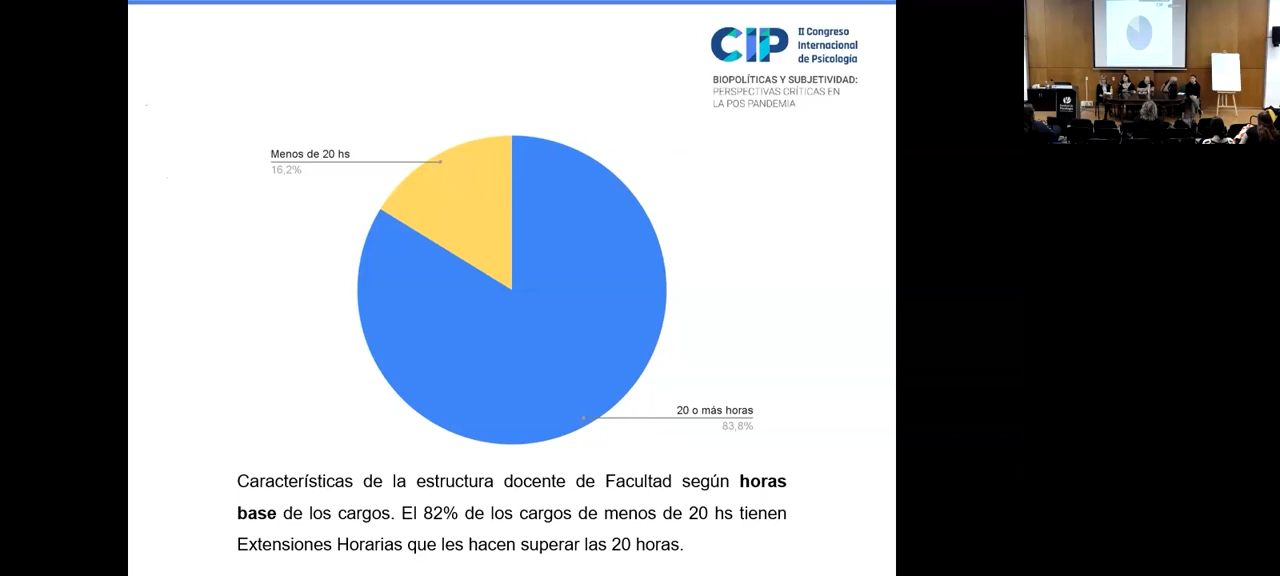 CIP
II Congreso
Internacional
de Psicología
BIOPOLÍTICAS Y SUBJETIVIDAD:
PERSPECTIVAS CRÍTICAS EN
LA POS PANDEMIA
Menos de 20 hs
16,2%
20 o más horas
83,8%
Características de la estructura docente de Facultad según horas
base de los cargos. El 82% de los cargos de menos de 20 hs tienen
Extensiones Horarias que les hacen superar las 20 horas.
CIP